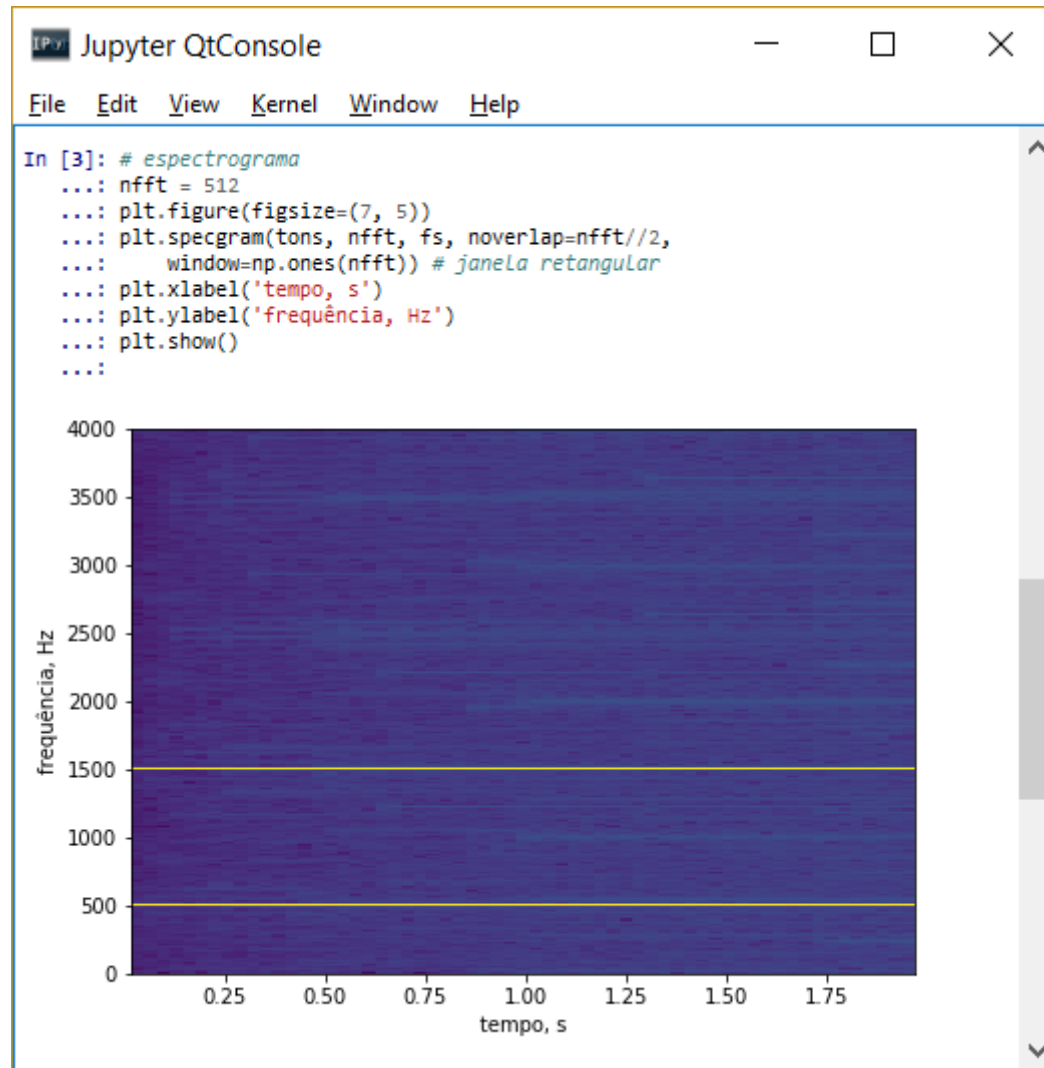 IP[y]: Jupyter QtConsole
File Edit View Kernel Window Help
In [3]: # espectrograma
...: nfft = 512
...: plt.figure(figsize=(7, 5))
...: plt.specgram(tons, nfft, fs, noverlap=nfft//2,
...:     window=np.ones(nfft)) # janela retangular
...: plt.xlabel('tempo, s')
...: plt.ylabel('frequência, Hz')
...: plt.show()
...:
4000
3500
3000
2500
2000
1500
1000
500
0
frequência, Hz
0.25 0.50 0.75 1.00 1.25 1.50 1.75
tempo, s